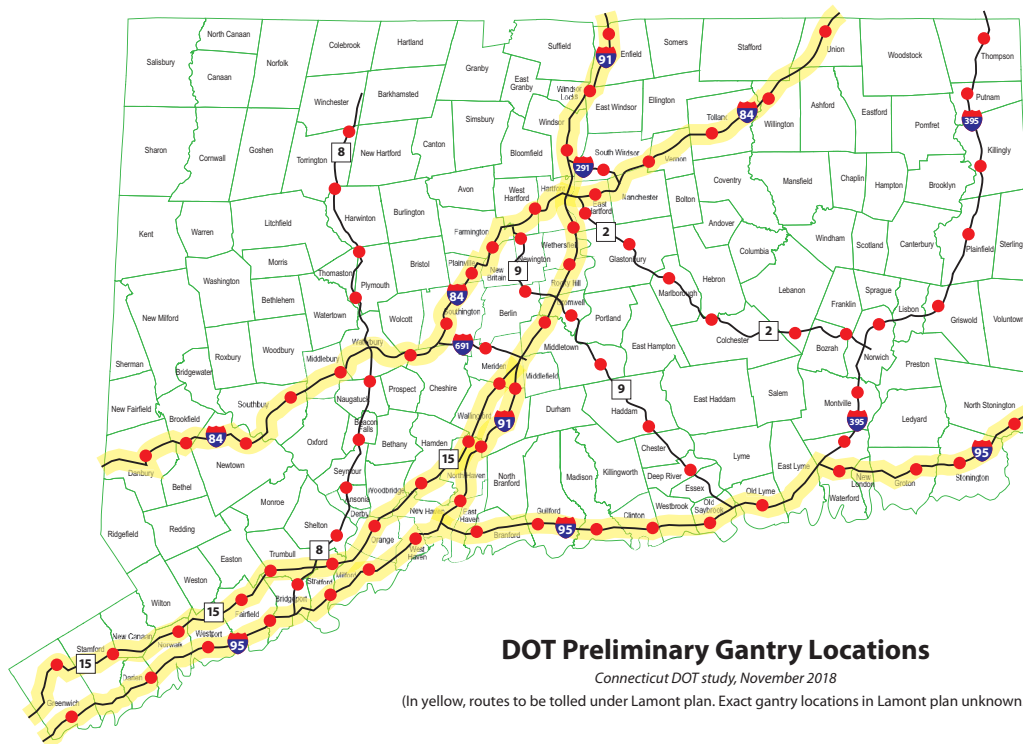 North Canaan
Colebrook
Hartland
Suffield
Enfield
Somers
Stafford
Union
Woodstock
Thompson
Salisbury
Canaan
Norfolk
Granby
East
Granby
91
Windsor
Locks
East Windsor
Ellington
Winchester
Barkhamsted
Simsbury
Windsor
Tolland
84
Willington
Ashford
Eastford
Pomfret
Putnam
395
Killingly
Sharon
Cornwall
Goshen
Torrington
8
New Hartford
Canton
Bloomfield
South Windsor
291
Vernon
Avon
West
Hartford
Hartford
East
Hartford
Manchester
Bolton
Coventry
Mansfield
Chaplin
Hampton
Brooklyn
Kent
Warren
Litchfield
Harwinton
Burlington
Farmington
Wethersfield
2
Glastonbury
Andover
Columbia
Windham
Scotland
Canterbury
Plainfield
Sterling
Morris
Thomaston
Bristol
Plainville
New
Britain
Newington
9
Rocky Hill
Hebron
Washington
Bethlehem
Plymouth
84
Southington
Berlin
Cromwell
Marlborough
Lebanon
Franklin
Sprague
Lisbon
Griswold
Voluntown
New Milford
Watertown
Wolcott
Portland
East Hampton
Colchester
2
Bozrah
Norwich
Preston
Sherman
Bridgewater
Roxbury
Woodbury
Middlebury
Waterbury
691
Meriden
Middletown
Middlefield
New Fairfield
Brookfield
Southbury
Naugatuck
Prospect
Cheshire
Wallingford
91
Durham
9
Haddam
East Haddam
Salem
Montville
395
Ledyard
North Stonington
84
Danbury
Newtown
Oxford
Beacon
Falls
Bethany
Hamden
15
North Haven
North
Branford
Madison
Killingworth
Chester
Deep River
Essex
Lyme
East Lyme
95
Bethel
Seymour
Woodbridge
Ansonia
Derby
New Haven
East
Haven
Branford
Guilford
95
Clinton
Westbrook
Old
Saybrook
Old Lyme
Waterford
New
London
Groton
Stonington
Ridgefield
Redding
Monroe
Shelton
8
Orange
West
Haven
Easton
Trumbull
Stratford
Milford
Weston
Bridgeport
Wilton
15
Fairfield
New Canaan
Norwalk
Westport
95
Stamford
15
Darien
Greenwich
DOT Preliminary Gantry Locations
Connecticut DOT study, November 2018
(In yellow, routes to be tolled under Lamont plan. Exact gantry locations in Lamont plan unknown